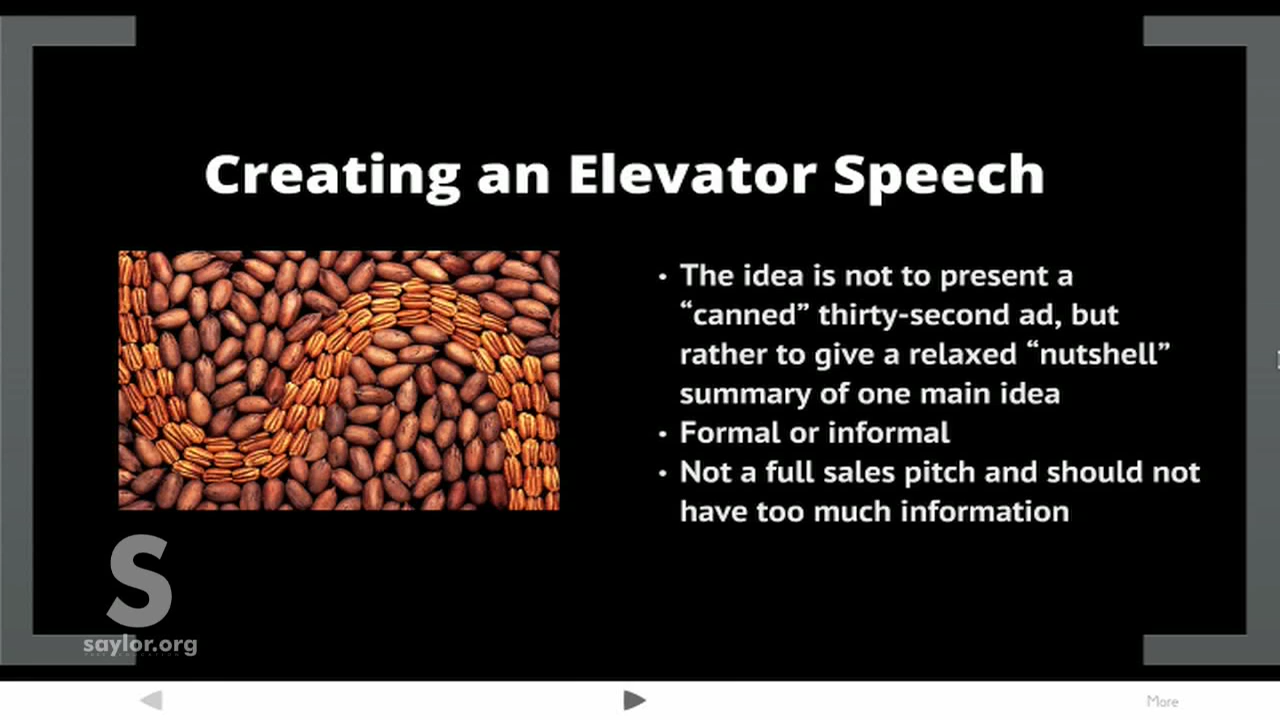 Creating an Elevator Speech
• The idea is not to present a
“canned” thirty-second ad, but
rather to give a relaxed “nutshell”
summary of one main idea
• Formal or informal
• Not a full sales pitch and should not
have too much information
S
saylor.org
More